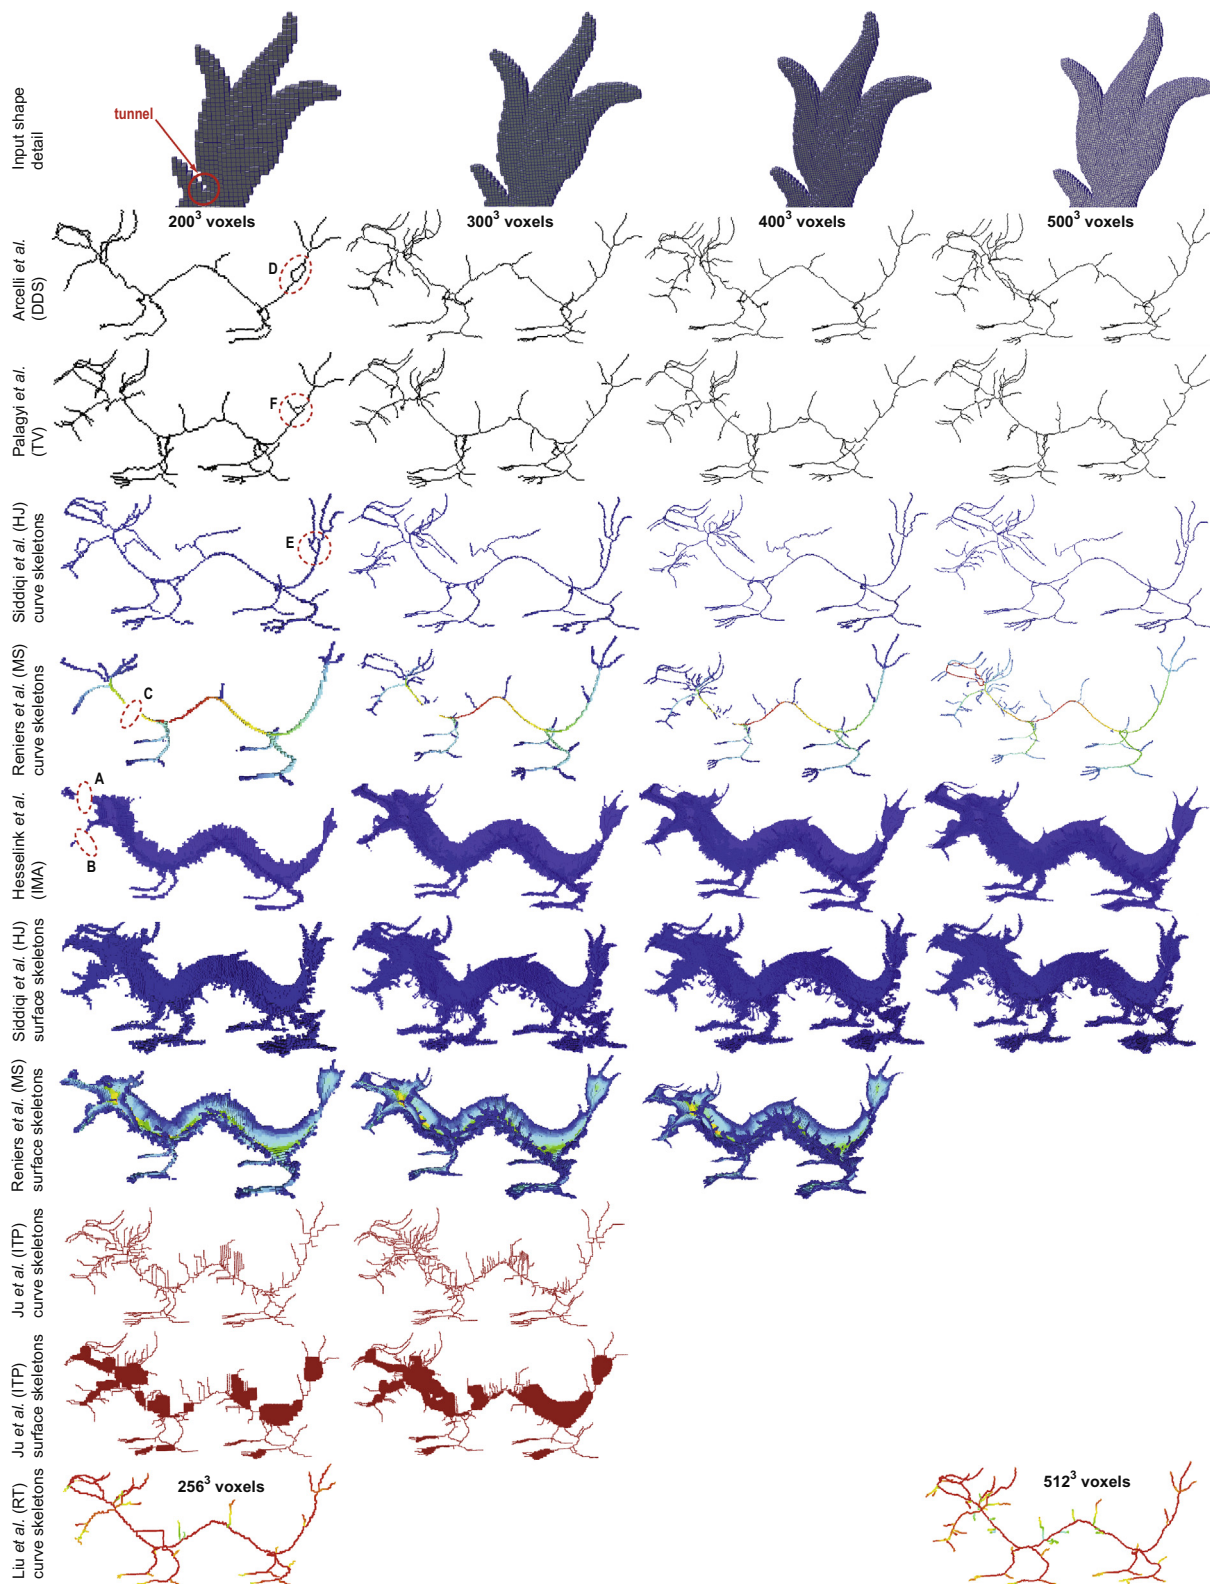 Input shape
detail
tunnel
200³ voxels
300³ voxels
400³ voxels
500³ voxels
Arcelli et al.
(DDS)
D
Palagyi et al.
(TV)
F
Siddiqi et al. (HJ)
curve skeletons
E
Reniers et al. (MS)
curve skeletons
C
Hesselink et al.
(IMA)
A
B
Siddiqi et al. (HJ)
surface skeletons
Reniers et al. (MS)
surface skeletons
Ju et al. (ITP)
curve skeletons
Ju et al. (ITP)
surface skeletons
Liu et al. (RT)
curve skeletons
256³ voxels
512³ voxels